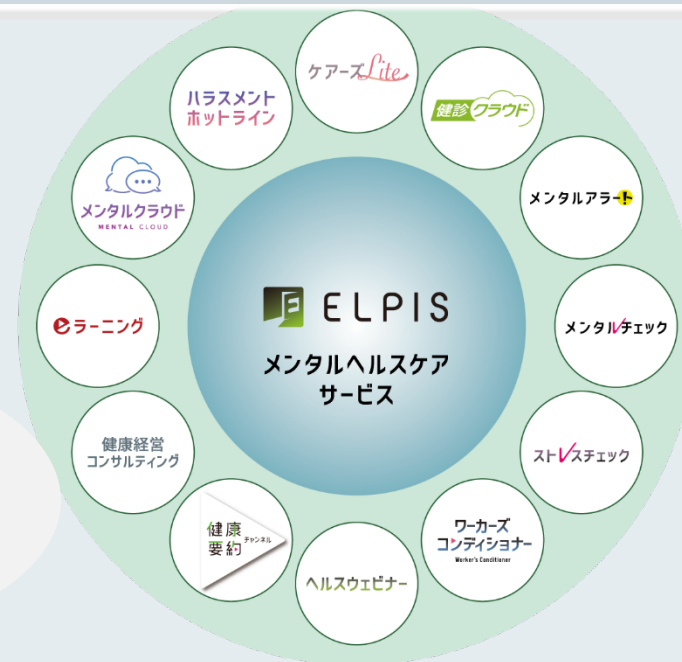 ケアーズLite
健診クラウド
メンタルアラート
メンタルチェック
ストレスチェック
ワーカーズ
コンディショナー
Worker's Conditioner
ヘルスウェビナー
健康
要約
チャンネル
健康経営
コンサルティング
eラーニング
メンタルクラウド
MENTAL CLOUD
ハラスメント
ホットライン
ELPIS
メンタルヘルスケア
サービス